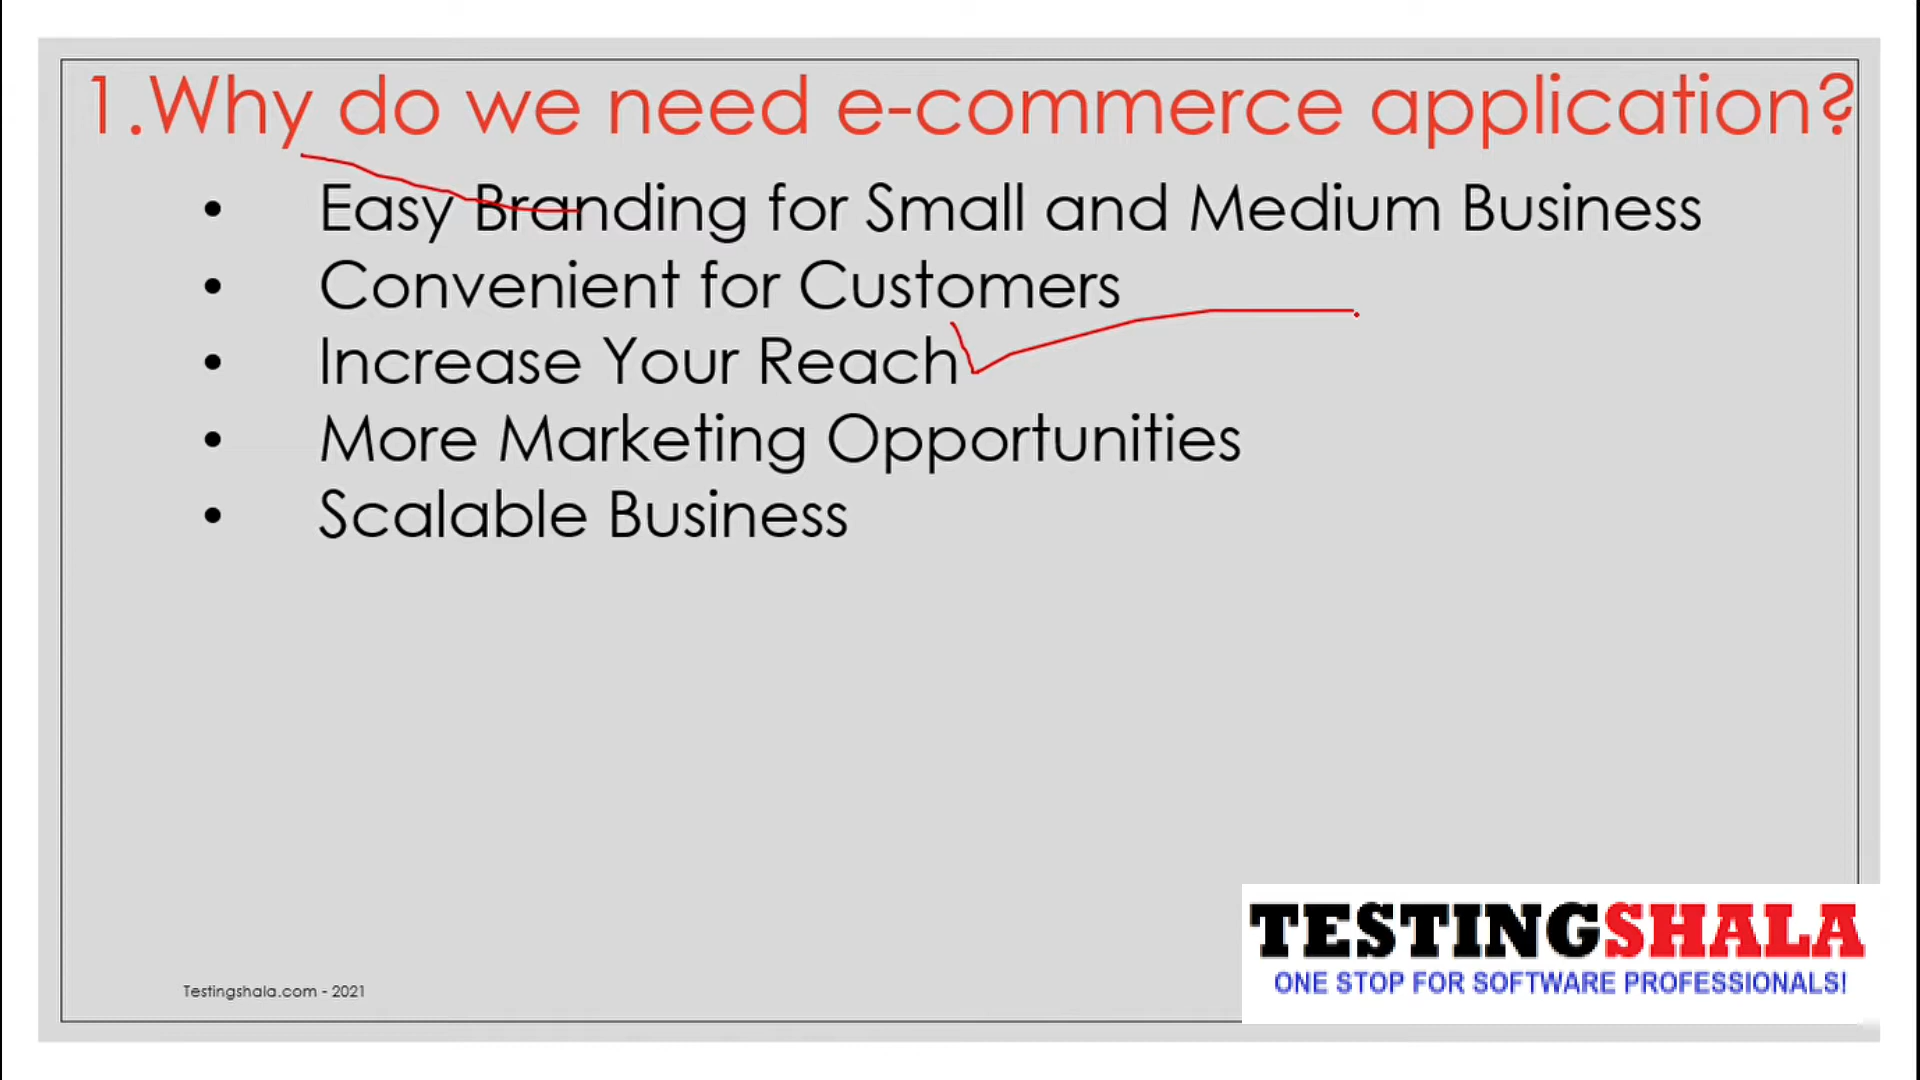 1.Why do we need e-commerce application?
• Easy Branding for Small and Medium Business
• Convenient for Customers
• Increase Your Reach
• More Marketing Opportunities
• Scalable Business
TESTINGSHALA
ONE STOP FOR SOFTWARE PROFESSIONALS!
Testingshala.com - 2021